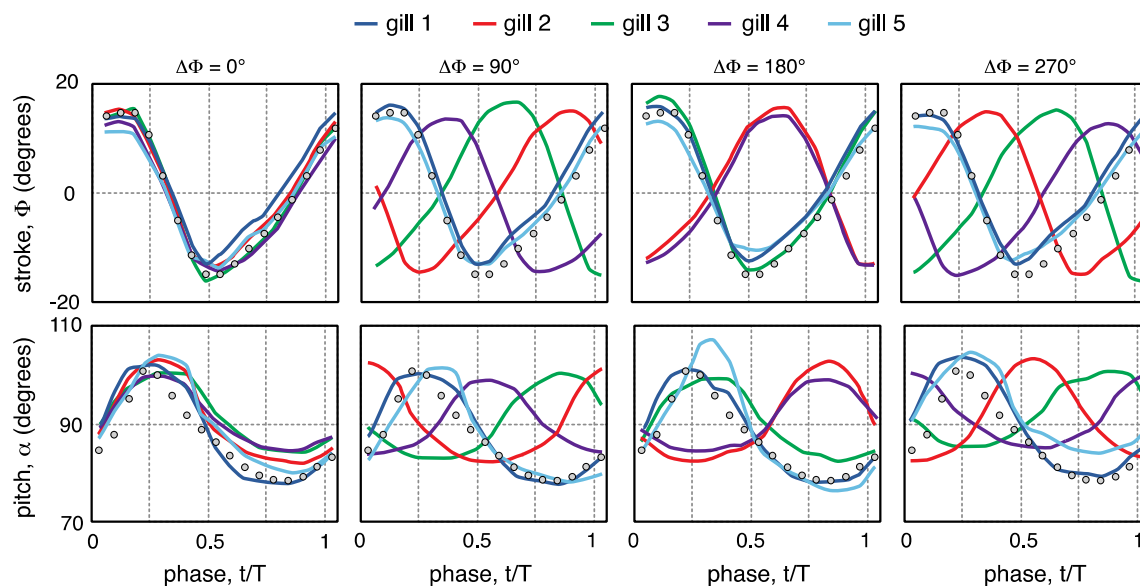 gill 1 gill 2 gill 3 gill 4 gill 5
ΔΦ = 0° ΔΦ = 90° ΔΦ = 180° ΔΦ = 270°
stroke, Φ (degrees)
20
0
-20
pitch, α (degrees)
110
90
70
0 0.5 1 0 0.5 1 0 0.5 1 0 0.5 1
phase, t/T phase, t/T phase, t/T phase, t/T